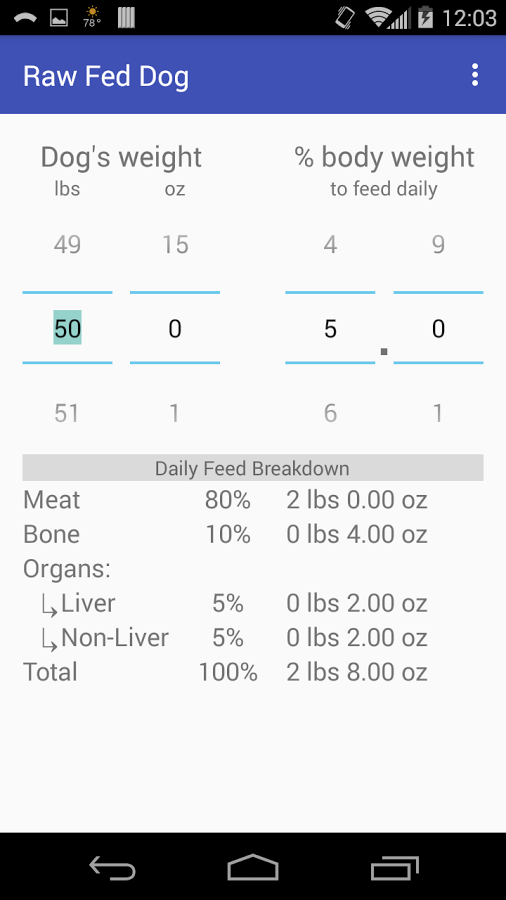 78° 12:03
Raw Fed Dog
Dog's weight % body weight
lbs oz to feed daily
49 15 4 9
50 0 5 . 0
51 1 6 1
Daily Feed Breakdown
Meat 80% 2 lbs 0.00 oz
Bone 10% 0 lbs 4.00 oz
Organs:
↳Liver 5% 0 lbs 2.00 oz
↳Non-Liver 5% 0 lbs 2.00 oz
Total 100% 2 lbs 8.00 oz